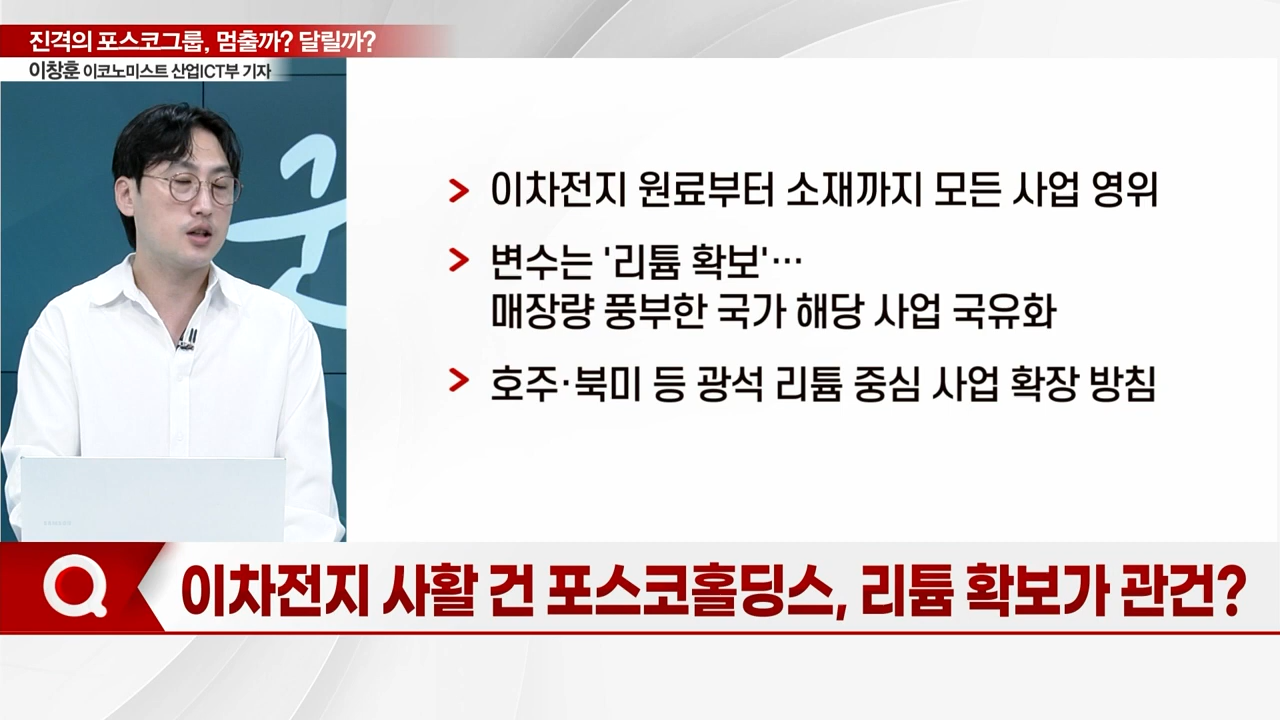 진격의 포스코그룹, 멈출까? 달릴까?
이창훈 이코노미스트 산업ICT부 기자
> 이차전지 원료부터 소재까지 모든 사업 영위
> 변수는 '리튬 확보'…
매장량 풍부한 국가 해당 사업 국유화
> 호주·북미 등 광석 리튬 중심 사업 확장 방침
SAMSUNG
Q 이차전지 사활 건 포스코홀딩스, 리튬 확보가 관건?